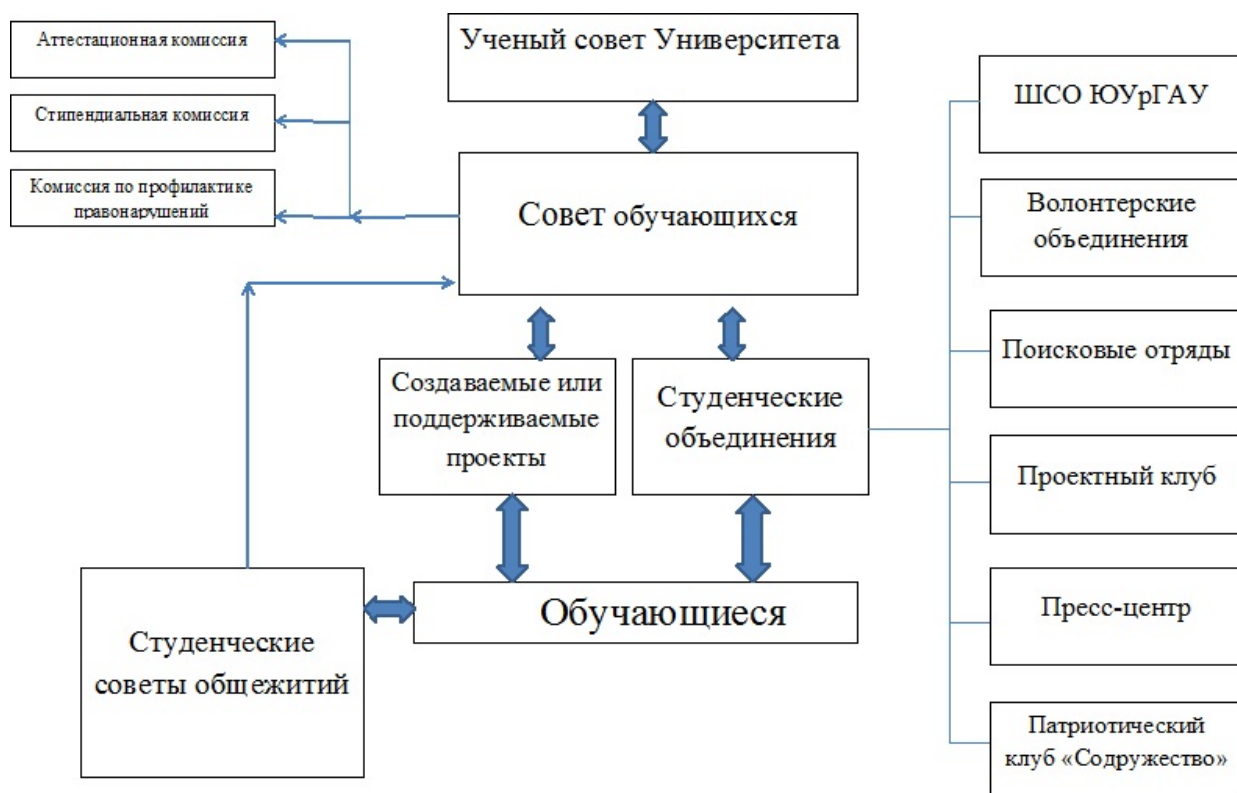 Аттестационная комиссия
Стипендиальная комиссия
Комиссия по профилактике
правонарушений
Ученый совет Университета
Совет обучающихся
Создаваемые или
поддерживаемые
проекты
Студенческие
объединения
Обучающиеся
Студенческие
советы общежитий
ШСО ЮУрГАУ
Волонтерские
объединения
Поисковые отряды
Проектный клуб
Пресс-центр
Патриотический
клуб «Содружество»